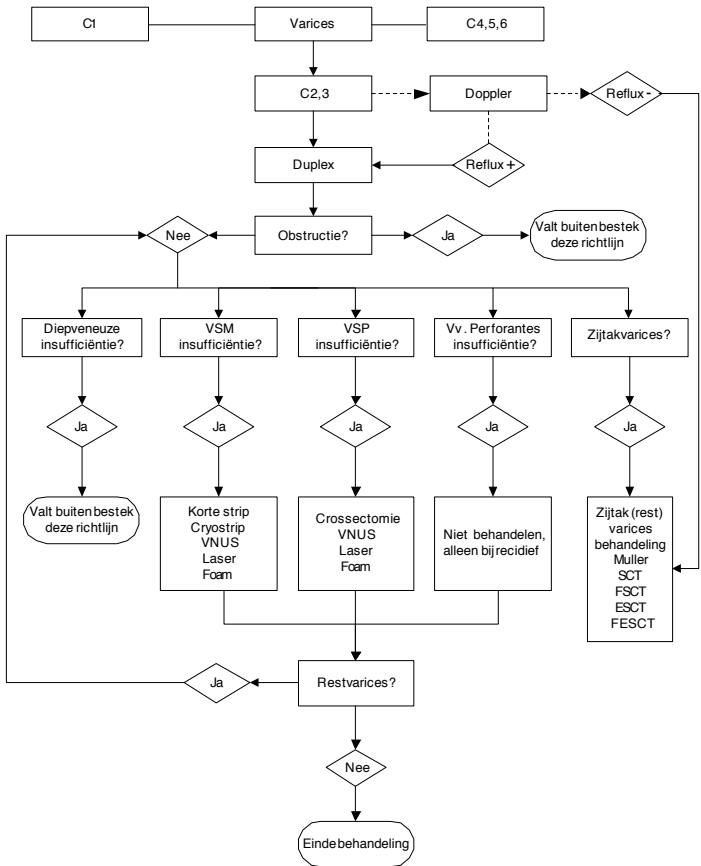 C1
Varices
C4,5,6
C2,3
Doppler
Reflux -
Duplex
Reflux +
Nee
Obstructie?
Ja
Valt buiten bestek
deze richtlijn
Diepveneuze
insufficiëntie?
VSM
insufficiëntie?
VSP
insufficiëntie?
Vv. Perforantes
insufficiëntie?
Zijtakvarices?
Ja
Ja
Ja
Ja
Ja
Valt buiten bestek
deze richtlijn
Korte strip
Cryostrip
VNUS
Laser
Foam
Crossectomie
VNUS
Laser
Foam
Niet behandelen,
alleen bij recidief
Zijtak (rest)
varices
behandeling
Muller
SCT
FSCT
ESCT
FESCT
Ja
Restvarices?
Nee
Einde behandeling